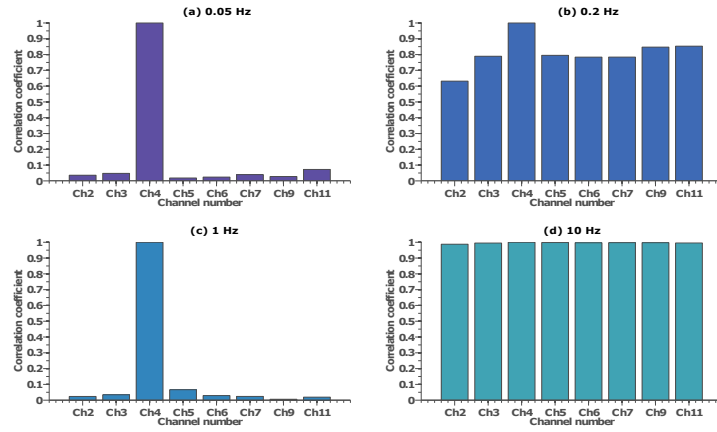 (a) 0.05 Hz
Correlation coefficient
1
0.9
0.8
0.7
0.6
0.5
0.4
0.3
0.2
0.1
0
Ch2 Ch3 Ch4 Ch5 Ch6 Ch7 Ch9 Ch11
Channel number
(b) 0.2 Hz
Correlation coefficient
1
0.9
0.8
0.7
0.6
0.5
0.4
0.3
0.2
0.1
0
Ch2 Ch3 Ch4 Ch5 Ch6 Ch7 Ch9 Ch11
Channel number
(c) 1 Hz
Correlation coefficient
1
0.9
0.8
0.7
0.6
0.5
0.4
0.3
0.2
0.1
0
Ch2 Ch3 Ch4 Ch5 Ch6 Ch7 Ch9 Ch11
Channel number
(d) 10 Hz
Correlation coefficient
1
0.9
0.8
0.7
0.6
0.5
0.4
0.3
0.2
0.1
0
Ch2 Ch3 Ch4 Ch5 Ch6 Ch7 Ch9 Ch11
Channel number